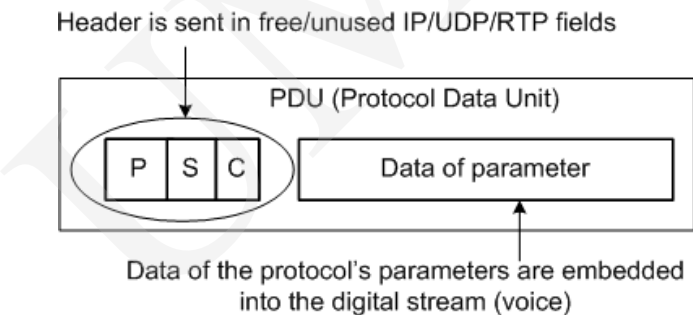 Header is sent in free/unused IP/UDP/RTP fields
PDU (Protocol Data Unit)
P S C Data of parameter
Data of the protocol's parameters are embedded
into the digital stream (voice)